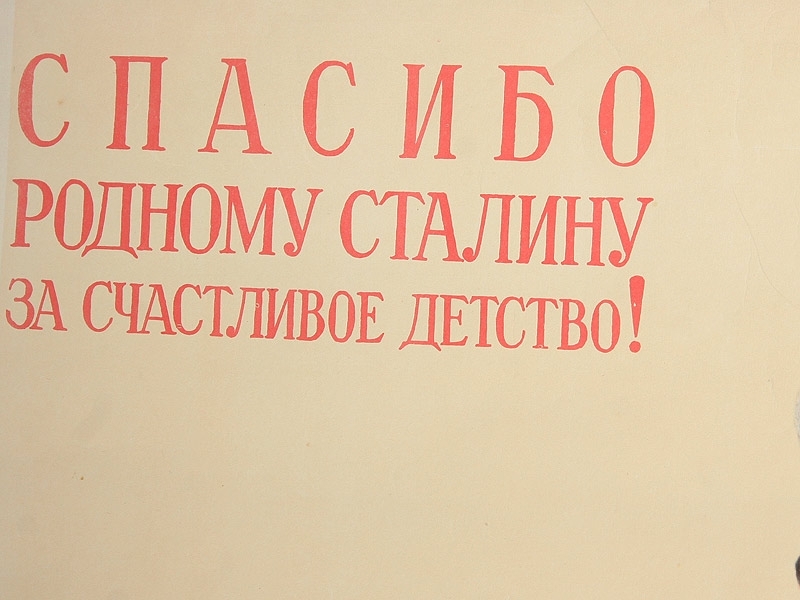 СПАСИБО
РОДНОМУ СТАЛИНУ
ЗА СЧАСТЛИВОЕ ДЕТСТВО!